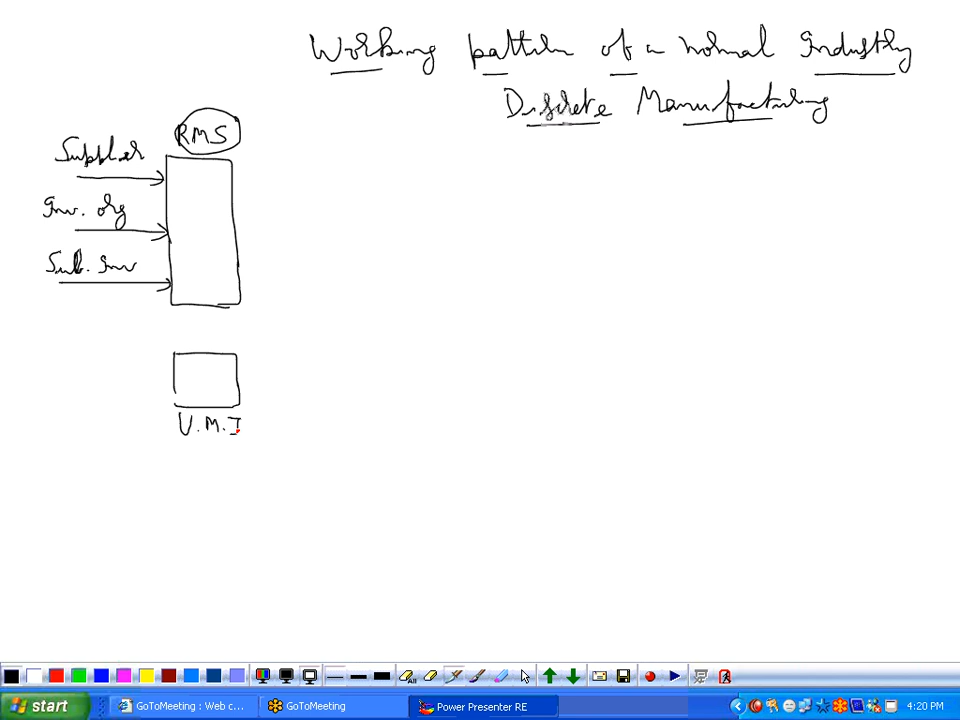 Working pattern of a normal Industry
Discrete Manufacturing
RMS
Supplier
Inv. org
Sub. Inv
V.M.I
start
GoToMeeting : Web c...
GoToMeeting
Power Presenter RE
4:20 PM